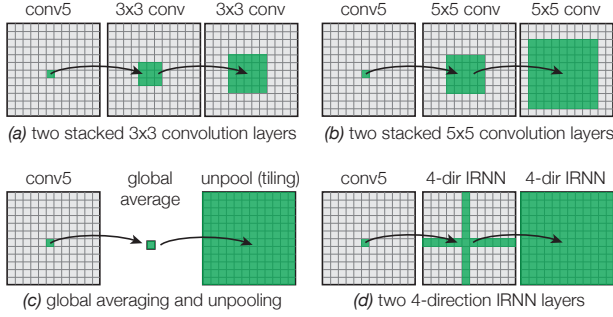 conv5 3x3 conv 3x3 conv
(a) two stacked 3x3 convolution layers
conv5 5x5 conv 5x5 conv
(b) two stacked 5x5 convolution layers
conv5 global average unpool (tiling)
(c) global averaging and unpooling
conv5 4-dir IRNN 4-dir IRNN
(d) two 4-direction IRNN layers